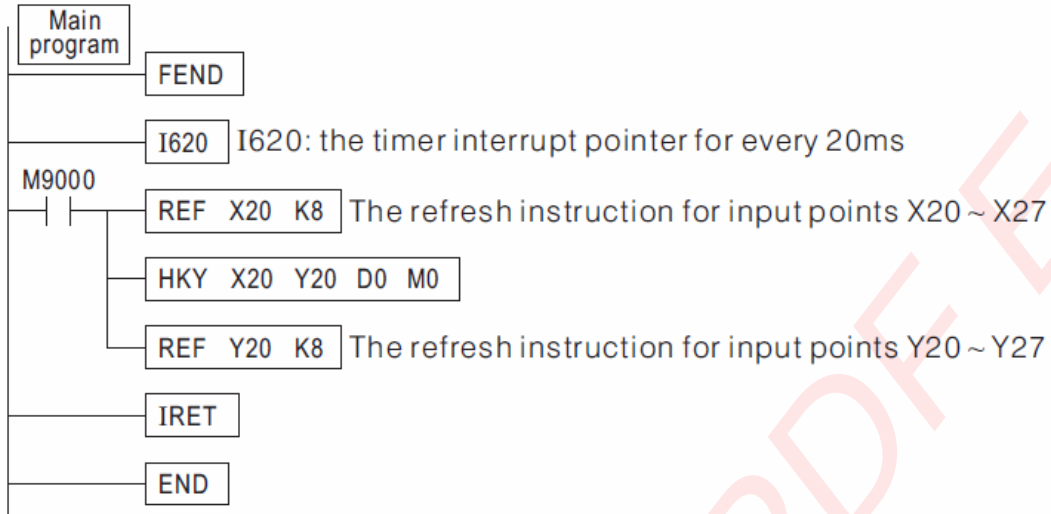 Main
program
FEND
I620 I620: the timer interrupt pointer for every 20ms
M9000
REF X20 K8 The refresh instruction for input points X20 ~ X27
HKY X20 Y20 D0 M0
REF Y20 K8 The refresh instruction for input points Y20 ~ Y27
IRET
END
PDF E